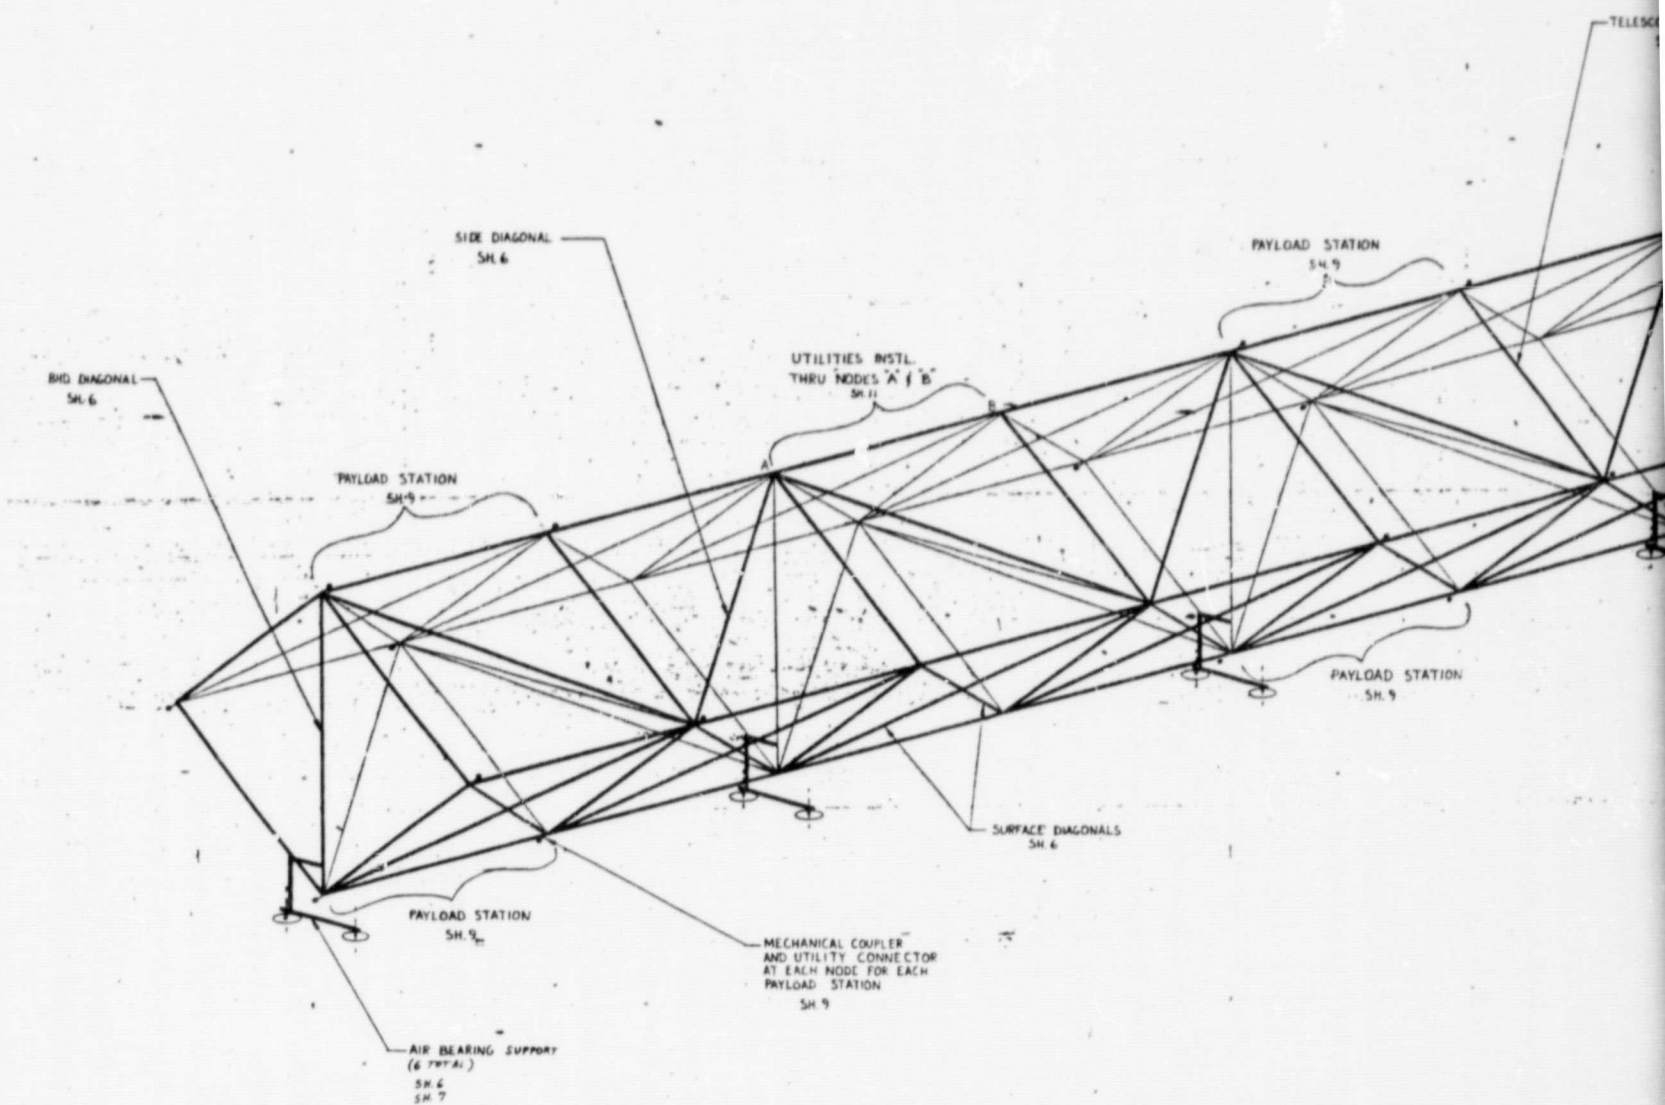 TELESCO
SIDE DIAGONAL
SH. 6
PAYLOAD STATION
SH. 9
UTILITIES INSTL.
THRU NODES "A" & "B"
SH. 11
BHD DIAGONAL
SH. 6
B
A
PAYLOAD STATION
SH. 9
PAYLOAD STATION
SH. 9
SURFACE DIAGONALS
SH. 6
PAYLOAD STATION
SH. 9
MECHANICAL COUPLER
AND UTILITY CONNECTOR
AT EACH NODE FOR EACH
PAYLOAD STATION
SH. 9
AIR BEARING SUPPORT
(6 TOTAL)
SH. 6
SH. 7